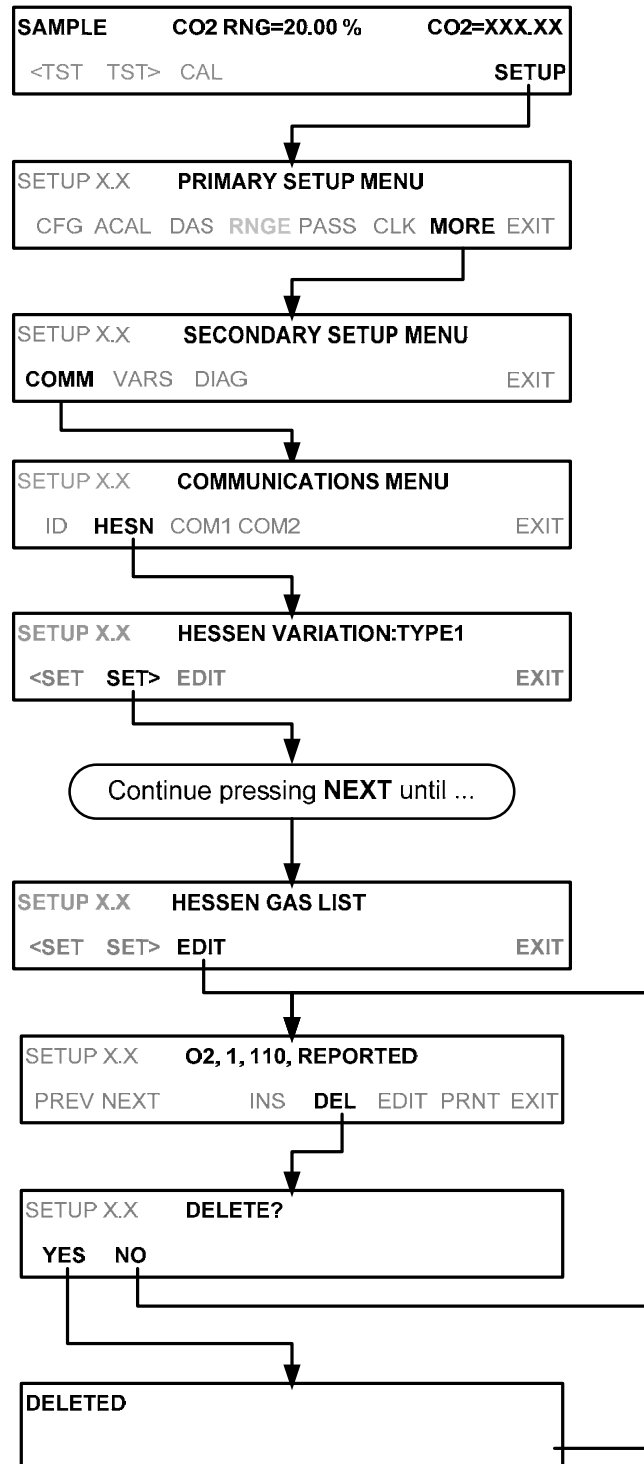 SAMPLE CO2 RNG=20.00 % CO2=XXX.XX
<TST TST> CAL SETUP
SETUP X.X PRIMARY SETUP MENU
CFG ACAL DAS RNGE PASS CLK MORE EXIT
SETUP X.X SECONDARY SETUP MENU
COMM VARS DIAG EXIT
SETUP X.X COMMUNICATIONS MENU
ID HESN COM1 COM2 EXIT
SETUP X.X HESSEN VARIATION:TYPE1
<SET SET> EDIT EXIT
Continue pressing NEXT until ...
SETUP X.X HESSEN GAS LIST
<SET SET> EDIT EXIT
SETUP X.X O2, 1, 110, REPORTED
PREV NEXT INS DEL EDIT PRNT EXIT
SETUP X.X DELETE?
YES NO
DELETED